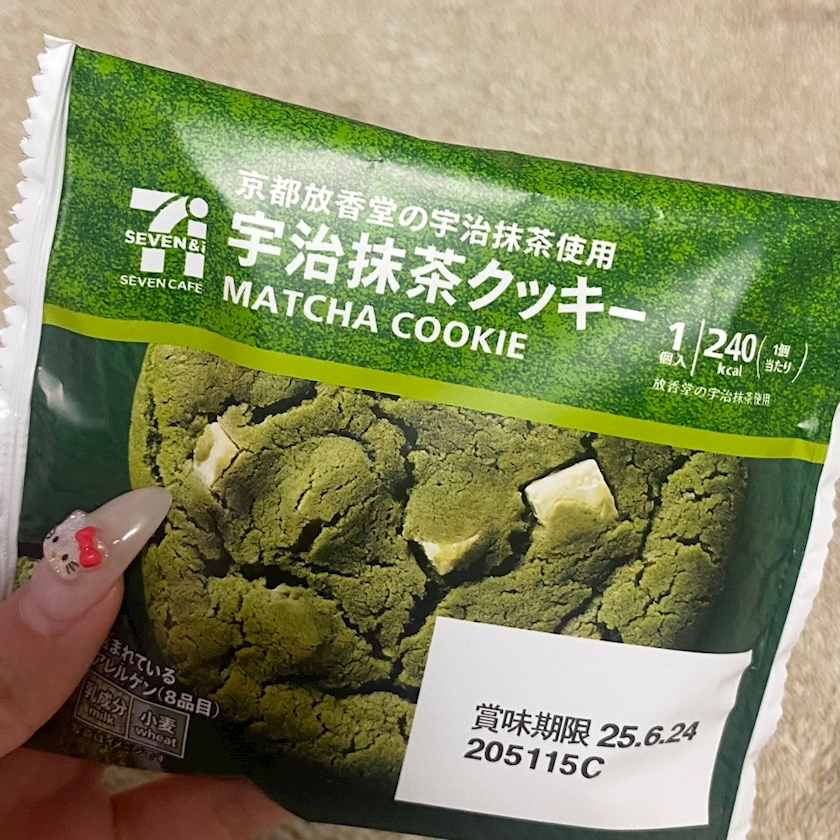 京都放香堂の宇治抹茶使用
SEVEN&i
SEVEN CAFÉ
宇治抹茶クッキー
MATCHA COOKIE
1個入
240kcal
(1個当たり)
放香堂の宇治抹茶使用
まれている
アレルゲン(8品目)
乳成分 小麦
milk wheat
賞味期限 25.6.24
205115C